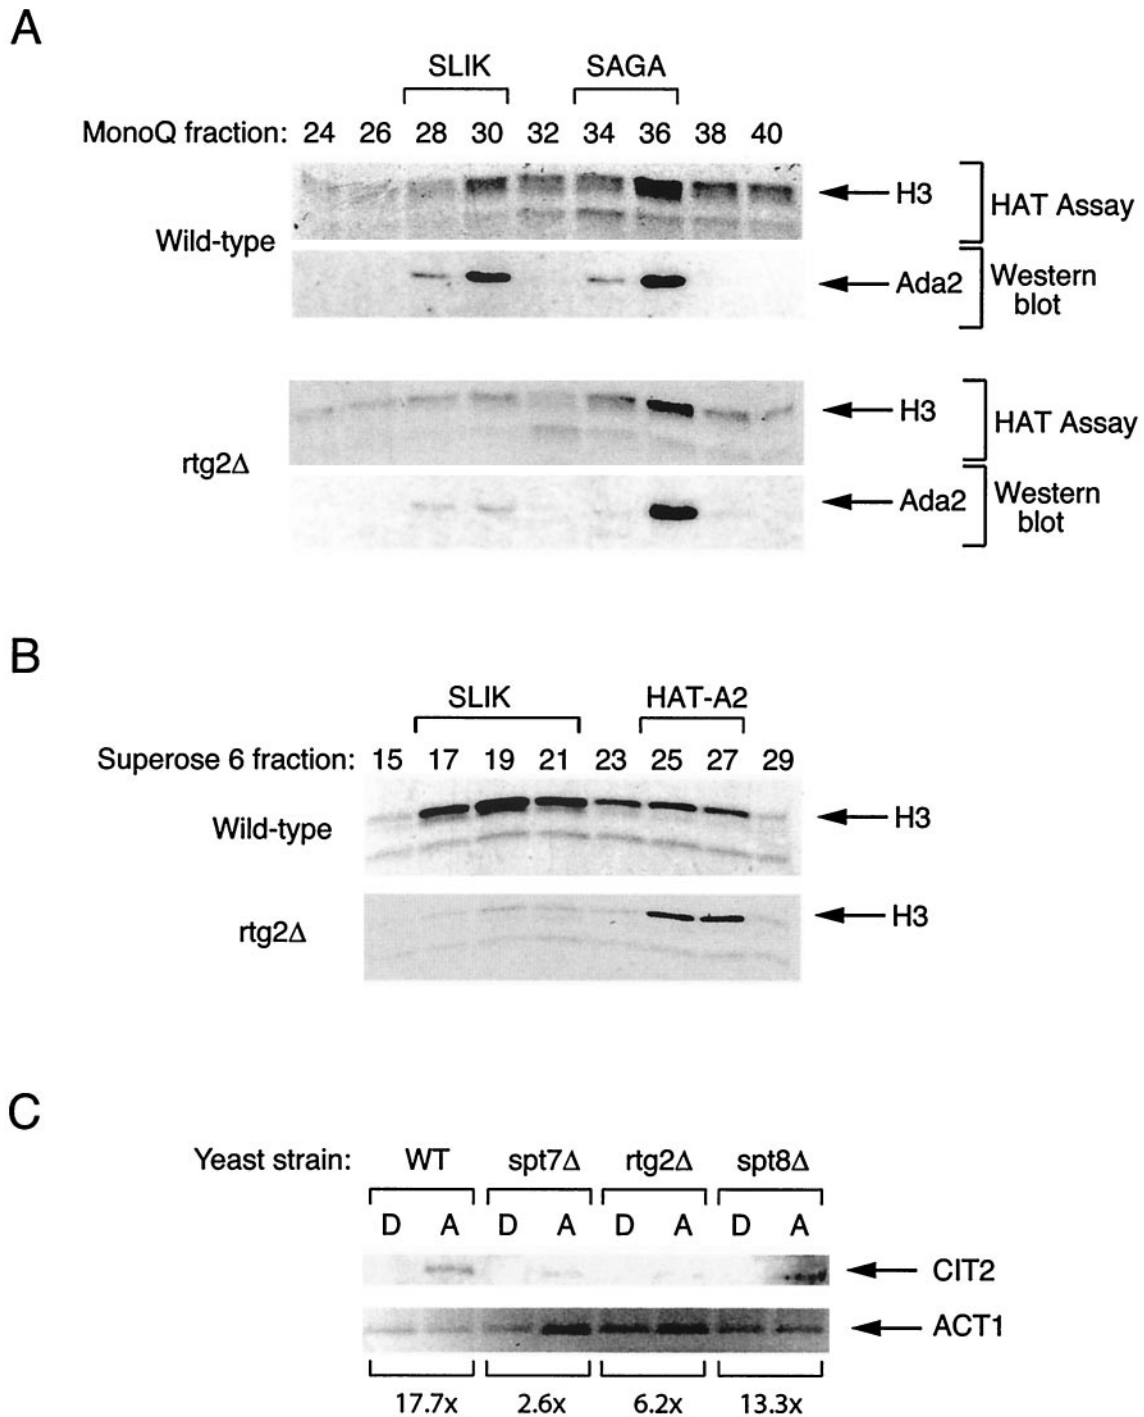 A
SLIK SAGA
MonoQ fraction: 24 26 28 30 32 34 36 38 40
H3
HAT Assay
Wild-type
Ada2
Western
blot
H3
HAT Assay
rtg2Δ
Ada2
Western
blot
B
SLIK HAT-A2
Superose 6 fraction: 15 17 19 21 23 25 27 29
Wild-type
H3
rtg2Δ
H3
C
Yeast strain: WT spt7Δ rtg2Δ spt8Δ
D A D A D A D A
CIT2
ACT1
17.7x 2.6x 6.2x 13.3x